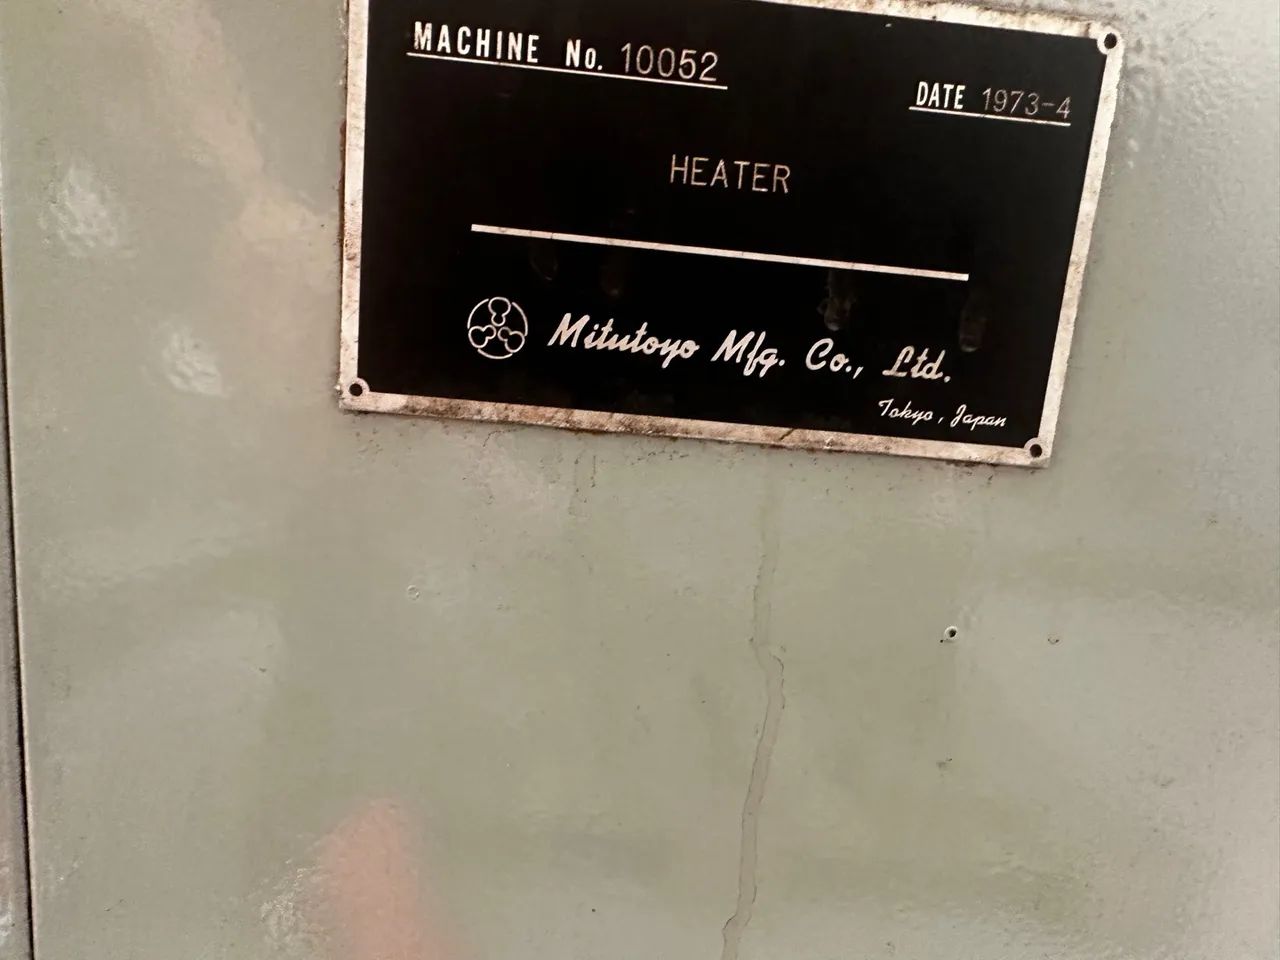 MACHINE No. 10052
DATE 1973-4
HEATER
Mitutoyo Mfg. Co., Ltd.
Tokyo, Japan